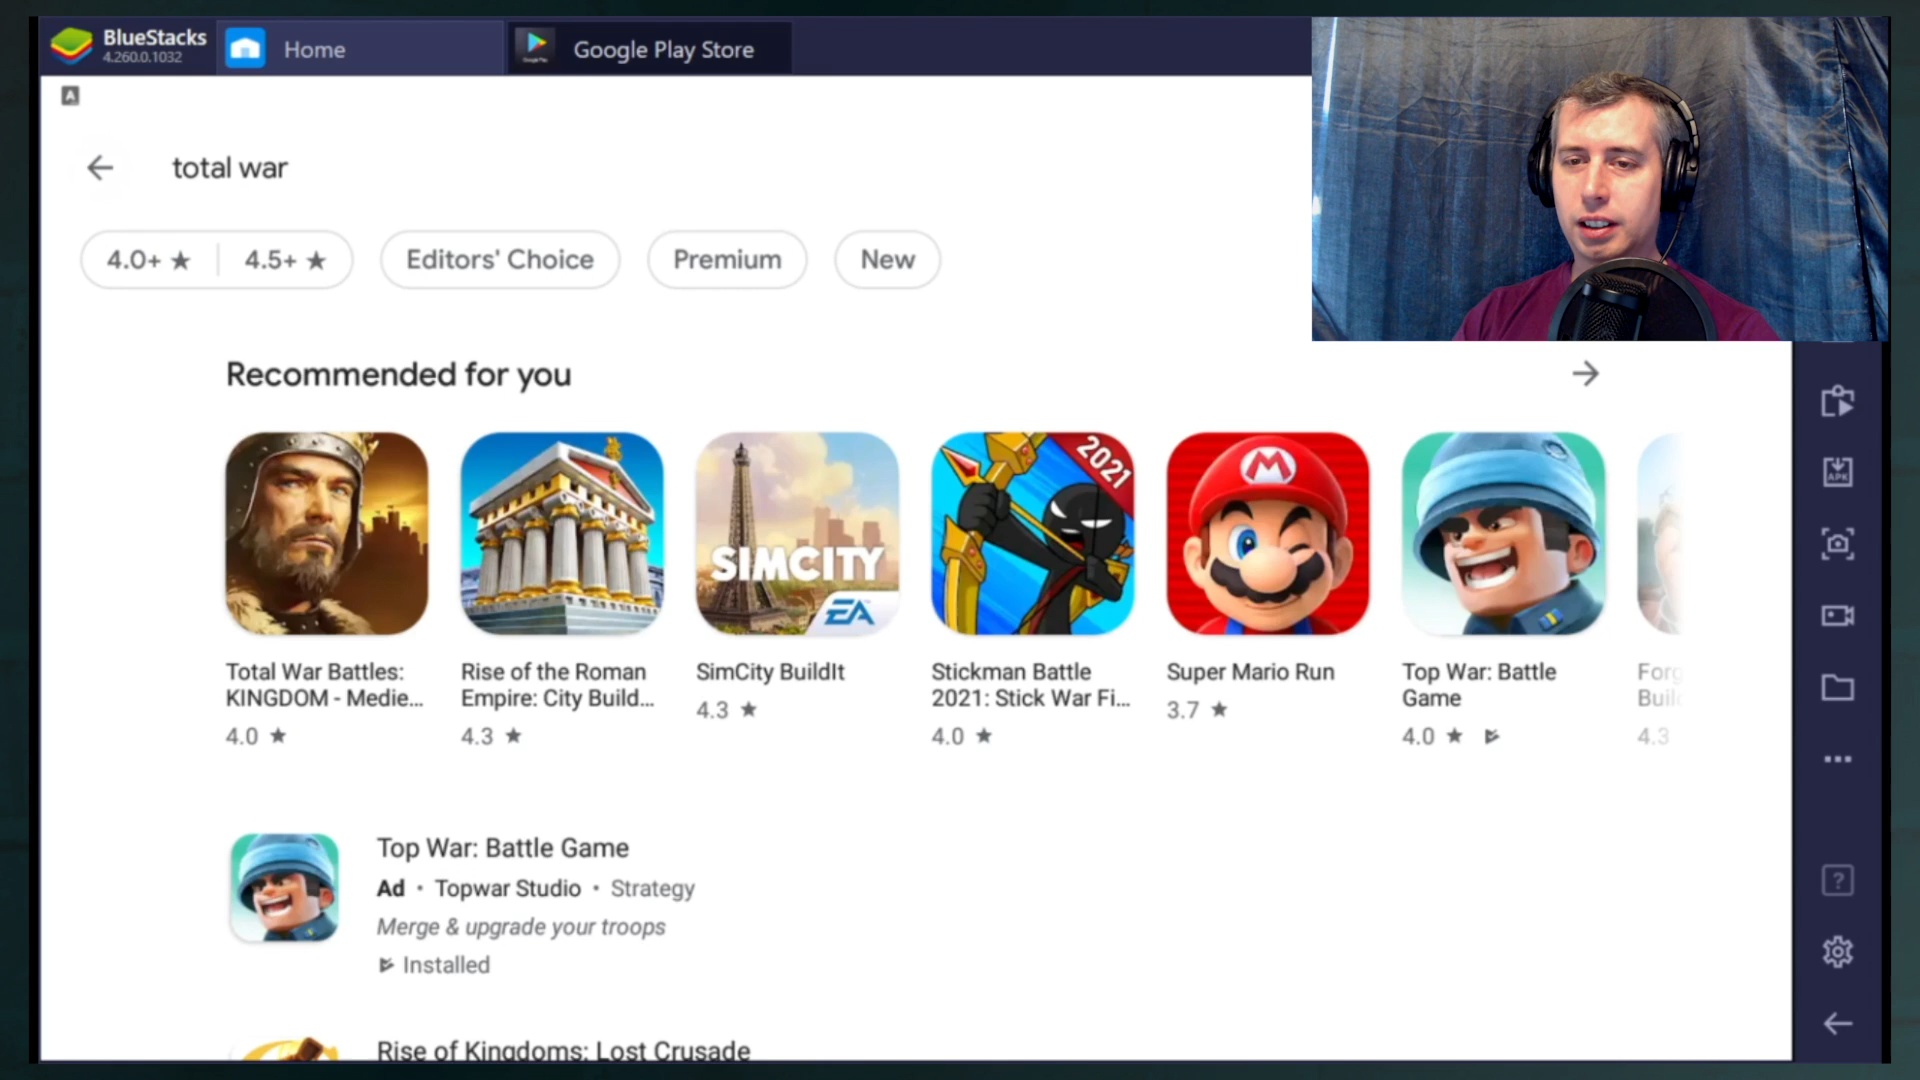 BlueStacks
4.260.0.1032
Home
Google Play Store
A
total war
4.0+ ★ 4.5+ ★ Editors' Choice Premium New
Recommended for you
SIMCITY
EA
2021
M
Total War Battles:
KINGDOM - Medie...
4.0 ★
Rise of the Roman
Empire: City Build...
4.3 ★
SimCity BuildIt
4.3 ★
Stickman Battle
2021: Stick War Fi...
4.0 ★
Super Mario Run
3.7 ★
Top War: Battle
Game
4.0 ★
4.3
Top War: Battle Game
Ad • Topwar Studio • Strategy
Merge & upgrade your troops
Installed
Rise of Kingdoms: Lost Crusade
APK
?